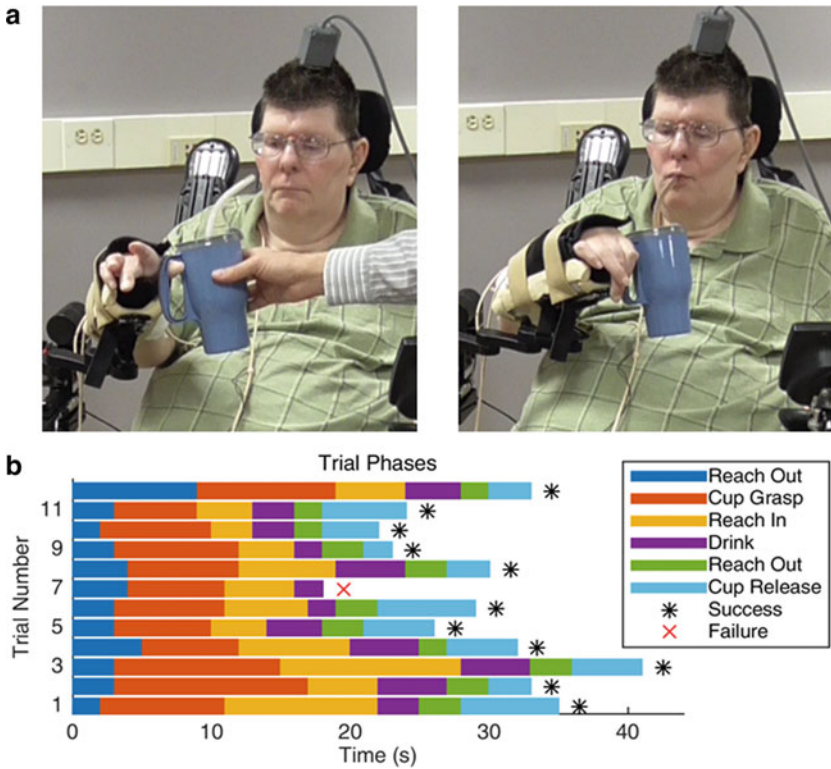 a
b
Trial Phases
Trial Number
11
9
7
5
3
1
0
10
20
30
40
Time (s)
Reach Out
Cup Grasp
Reach In
Drink
Reach Out
Cup Release
Success
Failure